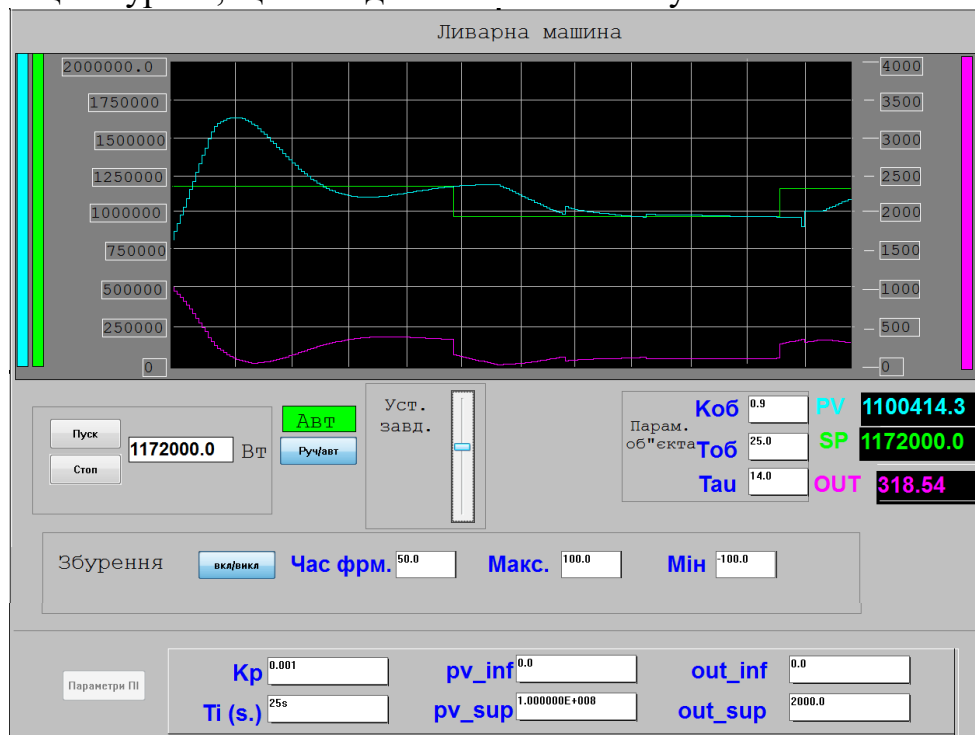 Ливарна машина
2000000.0
1750000
1500000
1250000
1000000
750000
500000
250000
0
4000
3500
3000
2500
2000
1500
1000
500
0
Пуск
Стоп
1172000.0 Вт
Авт
Руч/авт
Уст.
завд.
Парам.
об"єкта
Коб 0.9
Тоб 25.0
Tau 14.0
PV 1100414.3
SP 1172000.0
OUT 318.54
Збурення вкл/викл Час фрм. 50.0 Макс. 100.0 Мін -100.0
Параметри ПІ
Kp 0.001 pv_inf 0.0 out_inf 0.0
Ti (s.) 25s pv_sup 1.000000E+008 out_sup 2000.0